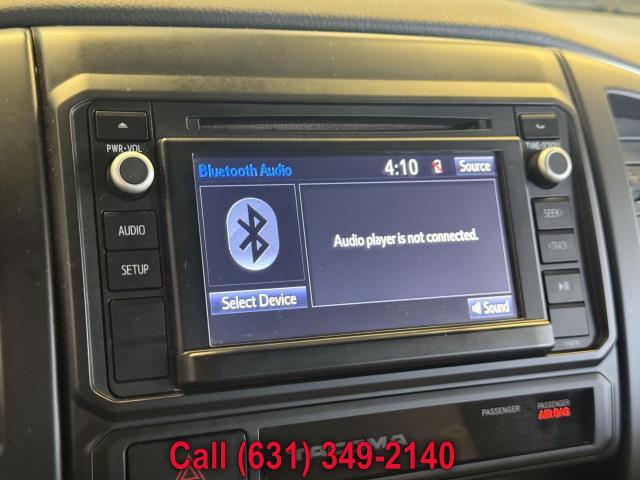 PWR·VOL
TUNE·SCROLL
Bluetooth Audio 4:10 Source
AUDIO
SETUP
Audio player is not connected.
Select Device
Sound
SEEK>
<TRACK
PASSENGER
PASSENGER
AIR BAG
TACOMA
Call (631) 349-2140